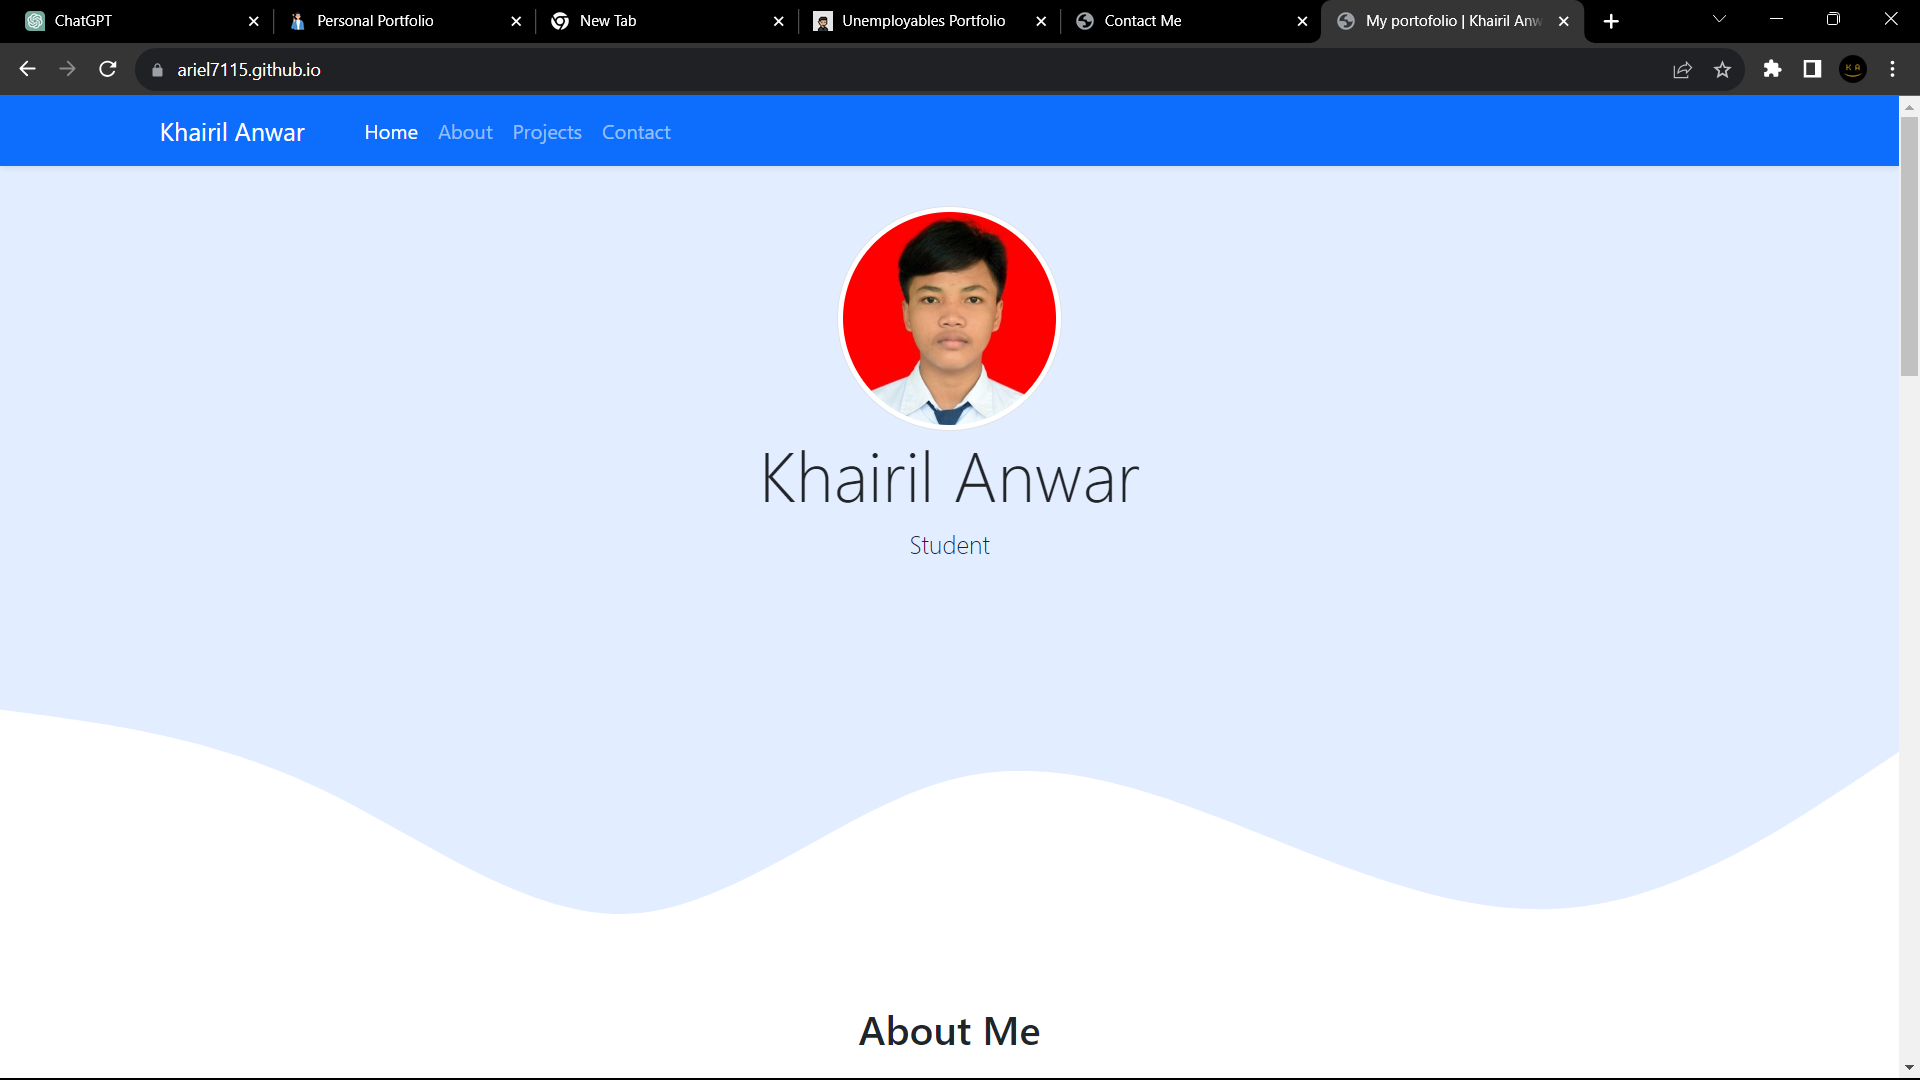 ChatGPT
Personal Portfolio
New Tab
Unemployables Portfolio
Contact Me
My portofolio | Khairil Anw
ariel7115.github.io
K A
Khairil Anwar
Home
About
Projects
Contact
Khairil Anwar
Student
About Me